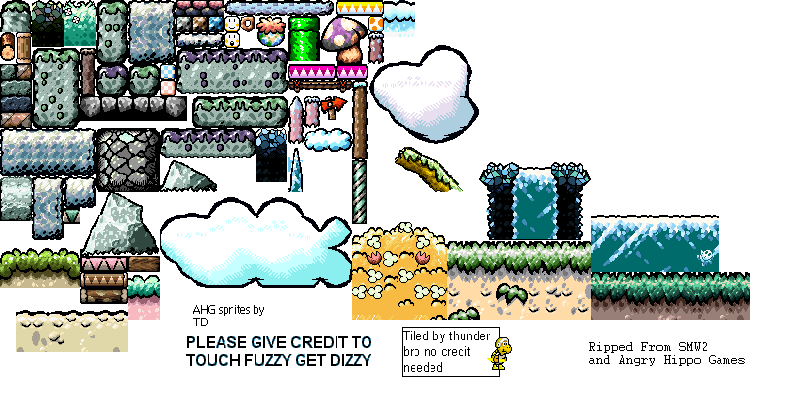 AHG sprites by
TD
PLEASE GIVE CREDIT TO
TOUCH FUZZY GET DIZZY
Tiled by thunder
bro no credit
needed
Ripped From SMW2
and Angry Hippo Games